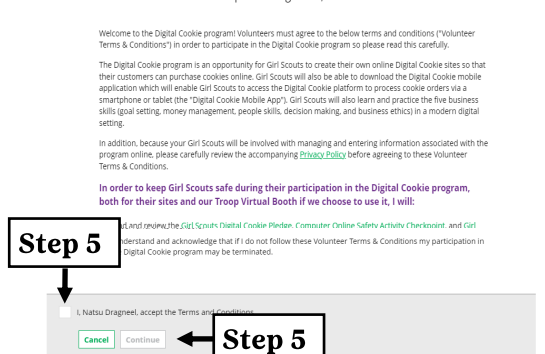 Welcome to the Digital Cookie program! Volunteers must agree to the below terms and conditions ("Volunteer
Terms & Conditions") in order to participate in the Digital Cookie program so please read this carefully.
The Digital Cookie program is an opportunity for Girl Scouts to create their own online Digital Cookie sites so that
their customers can purchase cookies online. Girl Scouts will also be able to download the Digital Cookie mobile
application which will enable Girl Scouts to access the Digital Cookie platform to process cookie orders via a
smartphone or tablet (the "Digital Cookie Mobile App"). Girl Scouts will also learn and practice the five business
skills (goal setting, money management, people skills, decision making, and business ethics) in a modern digital
setting.
In addition, because your Girl Scouts will be involved with managing and entering information associated with the
program online, please carefully review the accompanying Privacy Policy before agreeing to these Volunteer
Terms & Conditions.
In order to keep Girl Scouts safe during their participation in the Digital Cookie program,
both for their sites and our Troop Virtual Booth if we choose to use it, I will:
and review the Girl Scouts Digital Cookie Pledge, Computer Online Safety Activity Checkpoint, and Girl
Step 5
understand and acknowledge that if I do not follow these Volunteer Terms & Conditions my participation in
Digital Cookie program may be terminated.
I, Natsu Dragneel, accept the Terms and Conditions
Cancel Continue Step 5